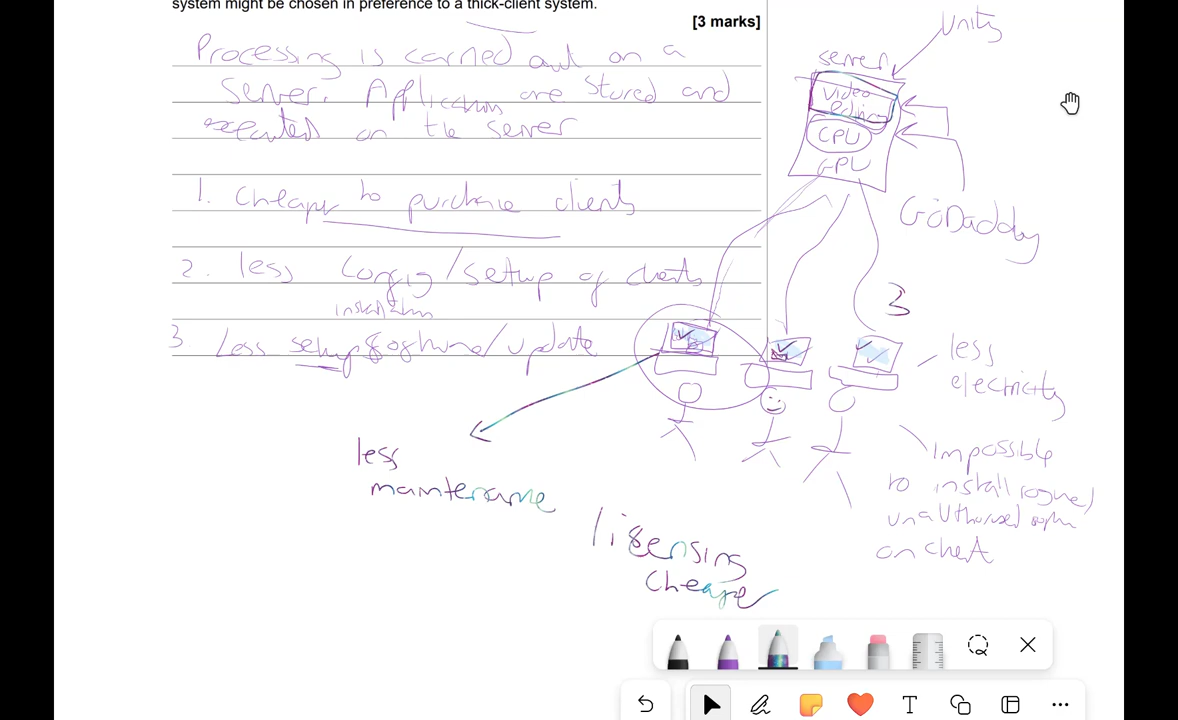 system might be chosen in preference to a thick-client system.
[3 marks]
Processing is carried out on a
server. Applications are stored and
executed on the server
1. Cheaper to purchase clients
2. less config/setup of clients
installation
3 Less setup software/update
less
maintenance
lisensing
cheaper
Unity
server
Video
editing
CPU
GPU
GoDaddy
3
less
electricity
Impossible
to install rogue/
unauthorised
on client
T